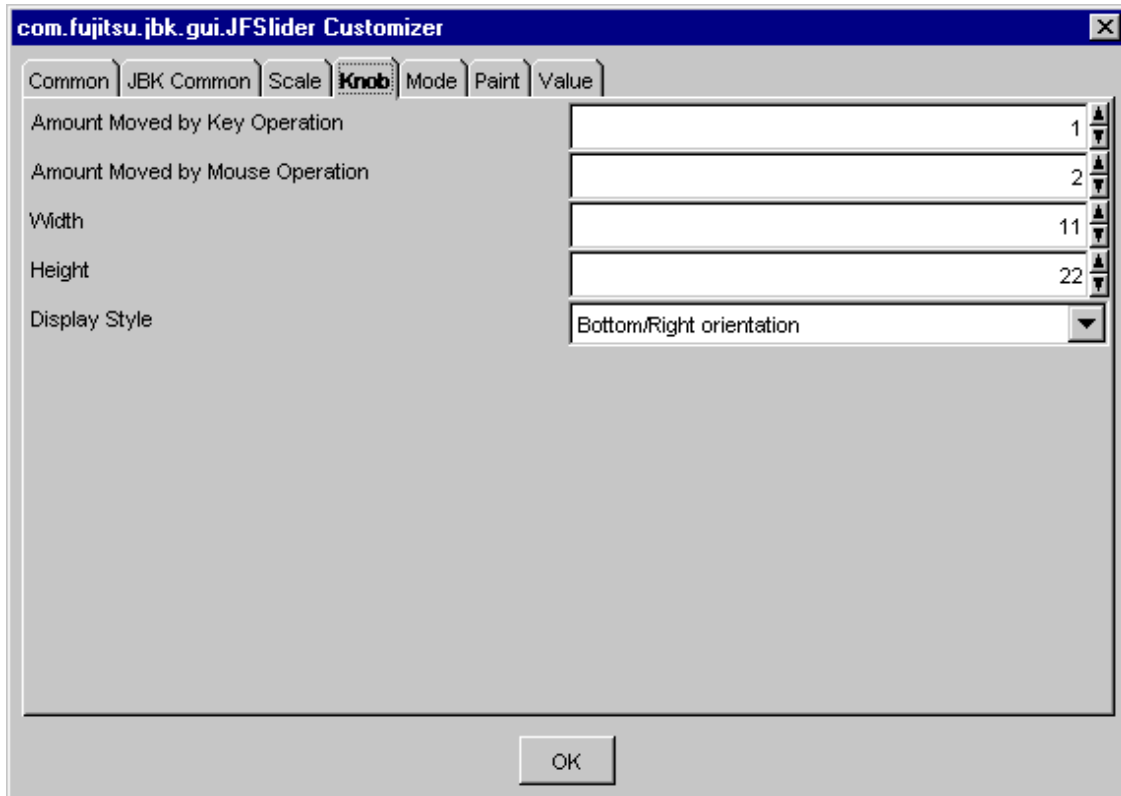 com.fujitsu.jbk.gui.JFSlider Customizer
Common JBK Common Scale Knob Mode Paint Value
Amount Moved by Key Operation 1
Amount Moved by Mouse Operation 2
Width 11
Height 22
Display Style Bottom/Right orientation
OK